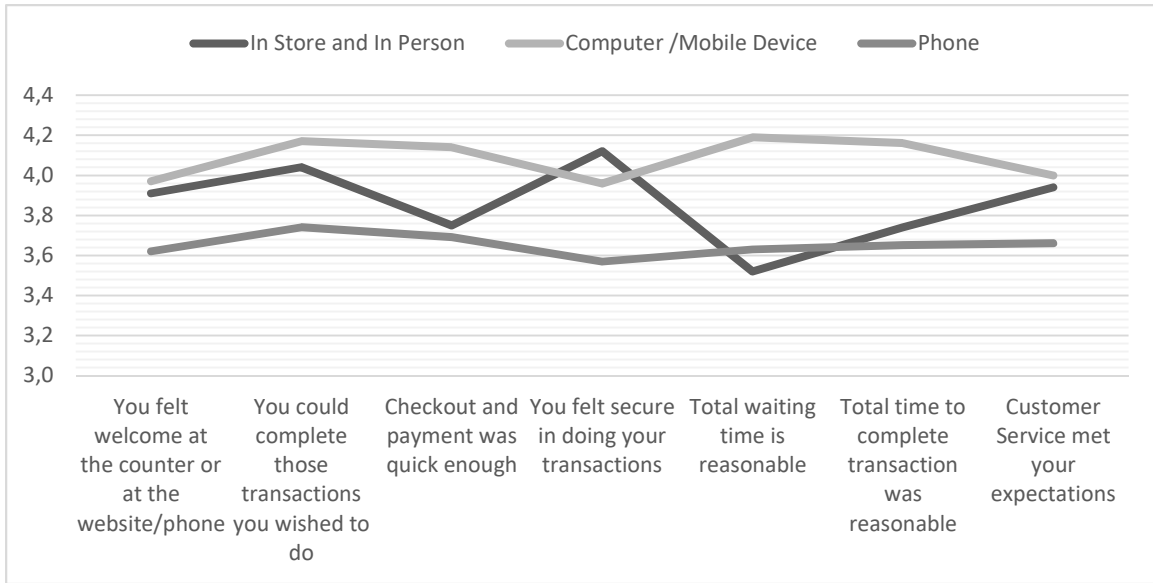 In Store and In Person Computer /Mobile Device Phone
4,4
4,2
4,0
3,8
3,6
3,4
3,2
3,0
You felt
welcome at
the counter or
at the
website/phone
You could
complete
those
transactions
you wished to
do
Checkout and
payment was
quick enough
You felt secure
in doing your
transactions
Total waiting
time is
reasonable
Total time to
complete
transaction
was
reasonable
Customer
Service met
your
expectations